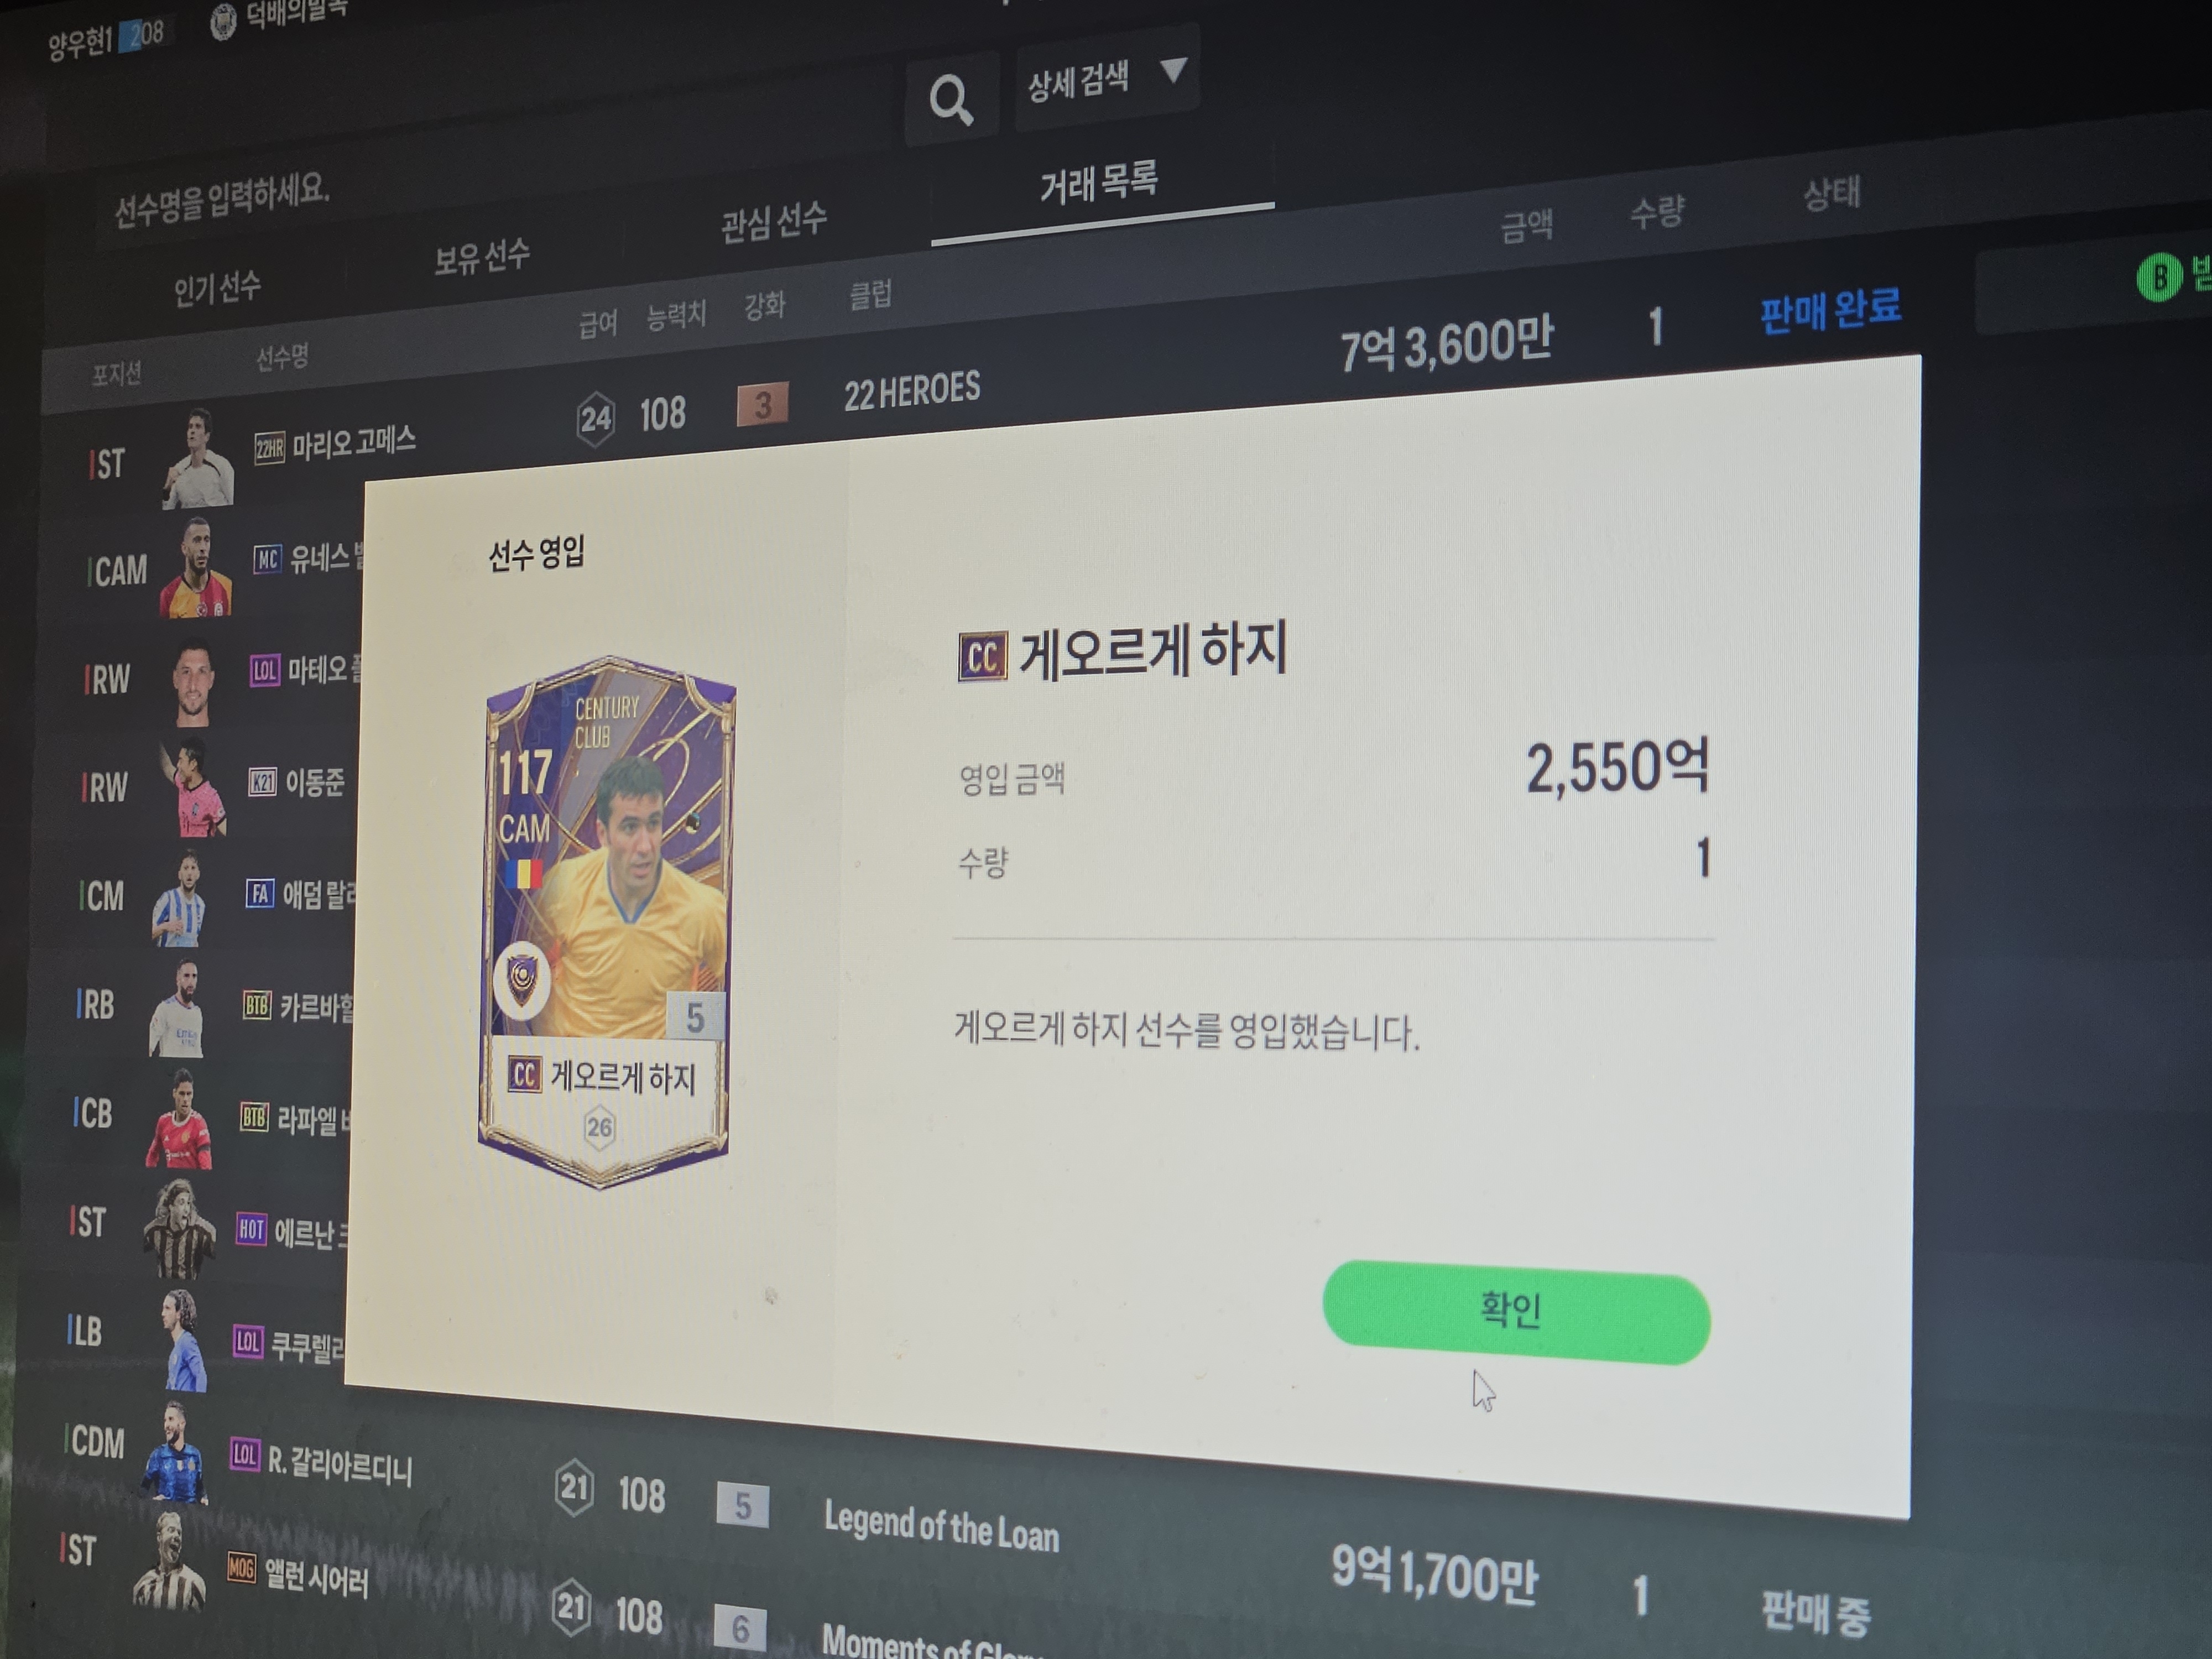 양우현1 208
덕배의발목
상세 검색
선수명을 입력하세요.
인기 선수 보유 선수 관심 선수 거래 목록
포지션 선수명 급여 능력치 강화 클럽 금액 수량 상태
B
ST 22HR 마리오 고메스 24 108 3 22 HEROES 7억 3,600만 1 판매 완료
CAM MC 유네스
RW LOL 마테오
RW K21 이동준
CM FA 애덤
RB BTB 카르바할
CB BTB 라파엘
ST HOT 에르난
LB LOL 쿠쿠렐라
CDM LOL R. 갈리아르디니 21 108 5 Legend of the Loan 9억 1,700만 1 판매 중
ST MOG 앨런 시어러 21 108 6 Moments of Glory
선수 영입
CENTURY
CLUB
117
CAM
5
CC 게오르게 하지
26
CC 게오르게 하지
영입 금액 2,550억
수량 1
게오르게 하지 선수를 영입했습니다.
확인